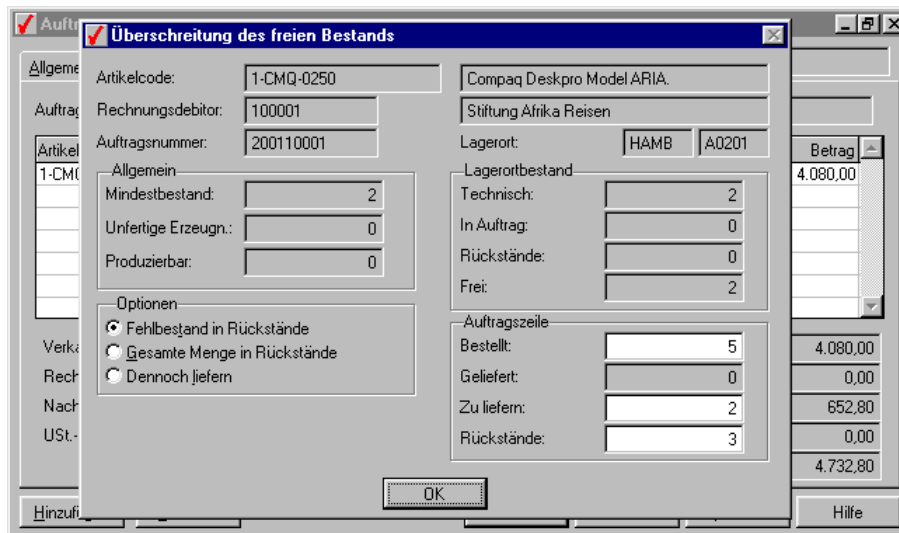 Auftr
Überschreitung des freien Bestands
Allgeme
Artikelcode: 1-CMQ-0250 Compaq Deskpro Model ARIA.
Auftrag
Rechnungsdebitor: 100001 Stiftung Afrika Reisen
Auftragsnummer: 200110001 Lagerort: HAMB A0201
Artikel Betrag
1-CMQ 4.080,00
Allgemein
Mindestbestand: 2
Unfertige Erzeugn.: 0
Produzierbar: 0
Lagerortbestand
Technisch: 2
In Auftrag: 0
Rückstände: 0
Frei: 2
Optionen
Fehlbestand in Rückstände
Gesamte Menge in Rückstände
Dennoch liefern
Auftragszeile
Bestellt: 5
Geliefert: 0
Zu liefern: 2
Rückstände: 3
Verka 4.080,00
Rech 0,00
Nach 652,80
USt.- 0,00
4.732,80
OK
Hinzufü Hilfe